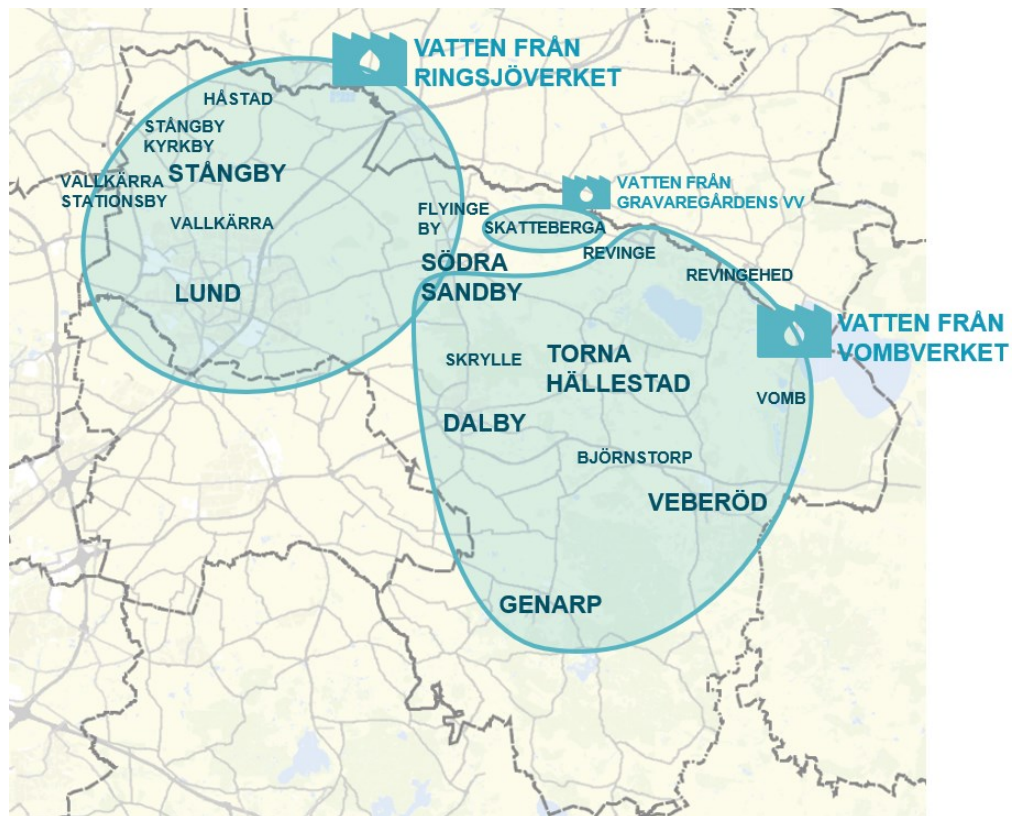 VATTEN FRÅN
RINGSJÖVERKET
HÅSTAD
STÅNGBY
KYRKBY
STÅNGBY
VALLKÄRRA
STATIONSBY
VALLKÄRRA
LUND
FLYINGE
BY
VATTEN FRÅN
GRAVAREGÅRDENS VV
SKATTEBERGA
REVINGE
REVINGEHED
SÖDRA
SANDBY
VATTEN FRÅN
VOMBVERKET
SKRYLLE
TORNA
HÄLLESTAD
VOMB
DALBY
BJÖRNSTORP
VEBERÖD
GENARP